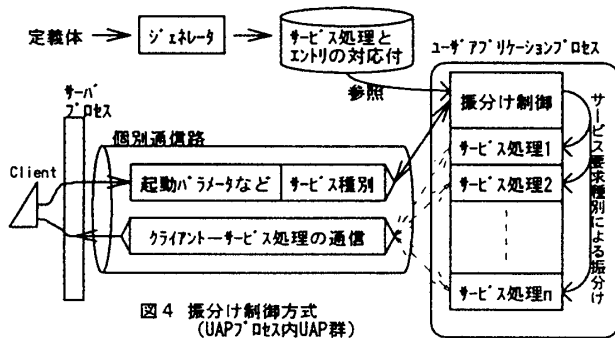 定義体
ジェネレータ
サービス処理と
エントリの対応付
ユーザアプリケーションプロセス
参照
サーバ
プロセス
振分け制御
個別通信路
サービス処理1
Client
起動パラメータなど
サービス種別
サービス処理2
クライアントーサービス処理の通信
サービス処理n
サービス要求種別による振分け
図4 振分け制御方式
(UAPプロセス内UAP群)